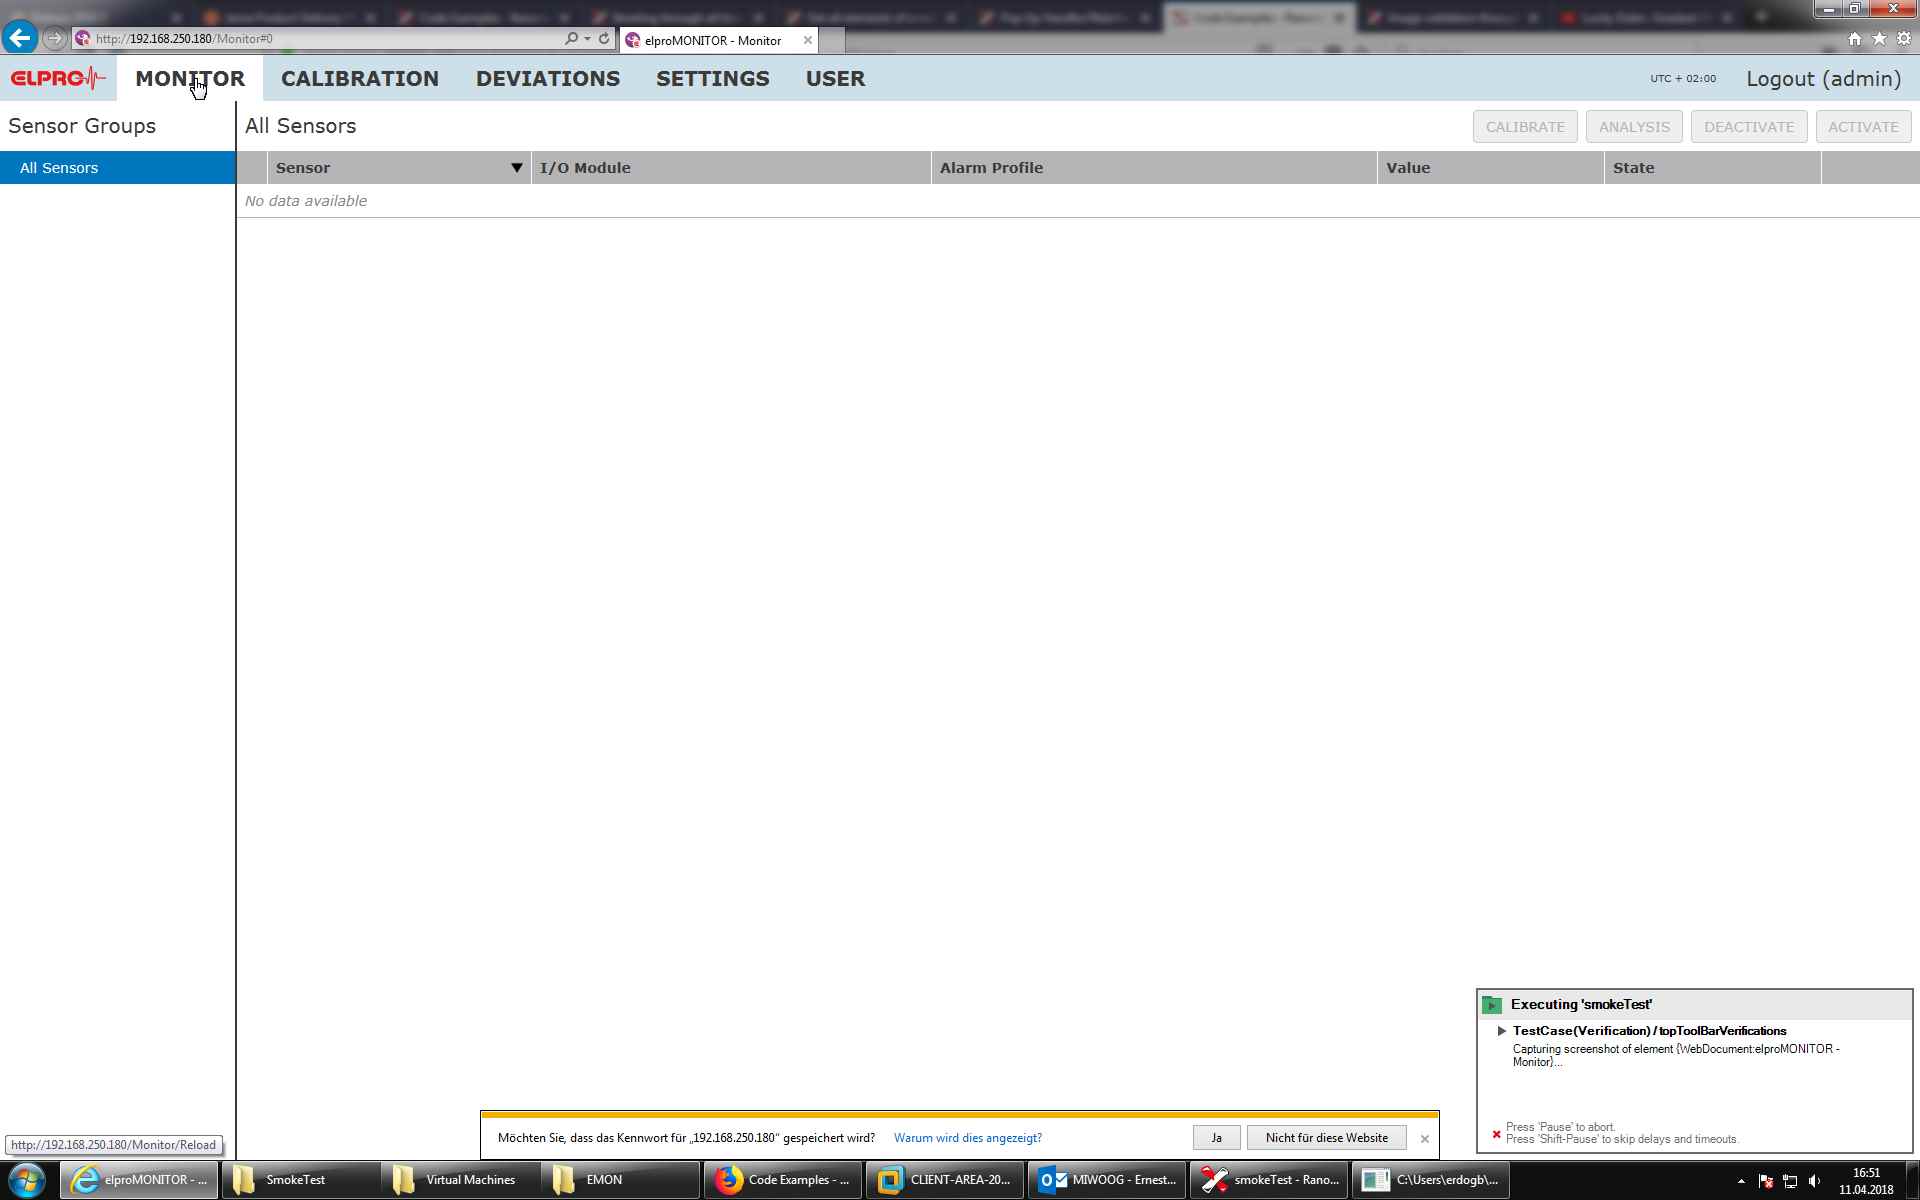 http://192.168.250.180/Monitor#0
elproMONITOR - Monitor
ELPRO
MONITOR
CALIBRATION
DEVIATIONS
SETTINGS
USER
UTC + 02:00
Logout (admin)
Sensor Groups
All Sensors
CALIBRATE
ANALYSIS
DEACTIVATE
ACTIVATE
All Sensors
Sensor
I/O Module
Alarm Profile
Value
State
No data available
Executing 'smokeTest'
TestCase(Verification) / topToolBarVerifications
Capturing screenshot of element {WebDocument:elproMONITOR -
Monitor}...
Press 'Pause' to abort.
Press 'Shift-Pause' to skip delays and timeouts.
Möchten Sie, dass das Kennwort für „192.168.250.180“ gespeichert wird?
Warum wird dies angezeigt?
Ja
Nicht für diese Website
http://192.168.250.180/Monitor/Reload
elproMONITOR - ...
SmokeTest
Virtual Machines
EMON
Code Examples - ...
CLIENT-AREA-20...
MIWOOG - Ernest...
smokeTest - Rano...
C:\Users\erdogb\...
16:51
11.04.2018